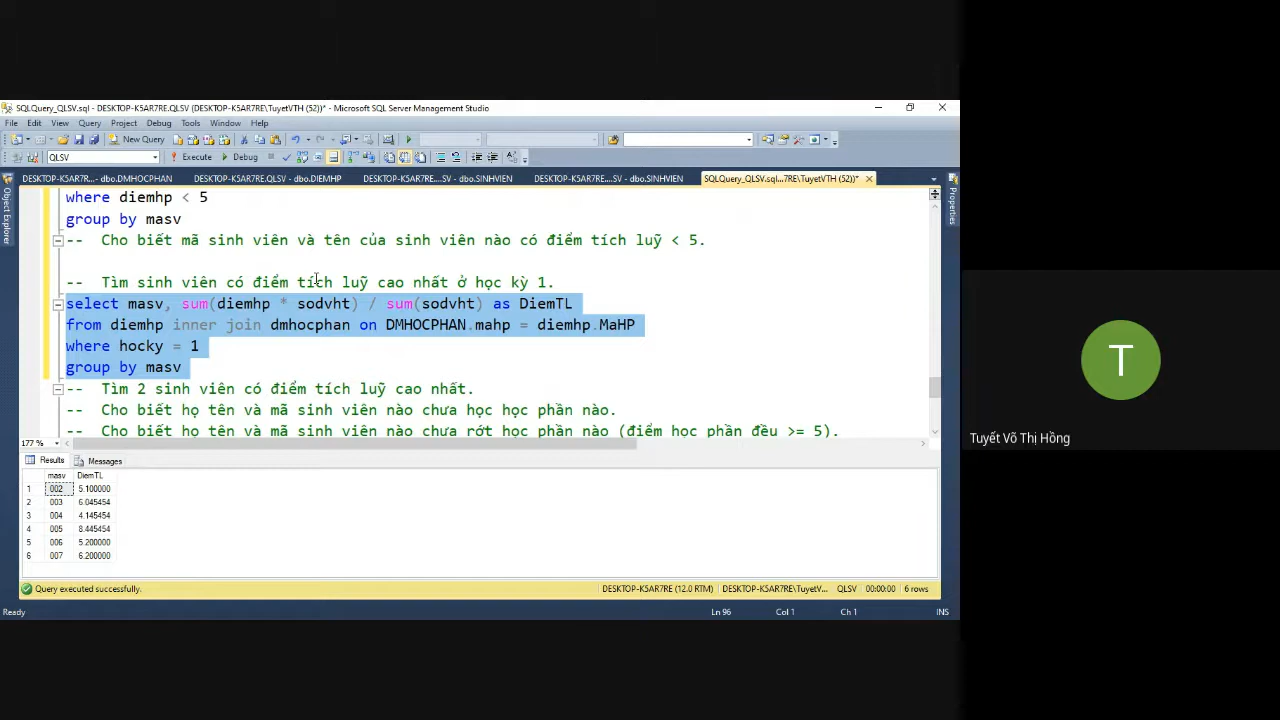 SQLQuery_QLSV.sql - DESKTOP-K5AR7RE.QLSV (DESKTOP-K5AR7RE\TuyetVTH (52))* - Microsoft SQL Server Management Studio
File Edit View Query Project Debug Tools Window Help
New Query
QLSV Execute Debug
DESKTOP-K5AR7R... - dbo.DMHOCPHAN DESKTOP-K5AR7RE.QLSV - dbo.DIEMHP DESKTOP-K5AR7RE....SV - dbo.SINHVIEN DESKTOP-K5AR7RE....SV - dbo.SINHVIEN SQLQuery_QLSV.sql...7RE\TuyetVTH (52))*
Object Explorer
Properties
where diemhp < 5
group by masv
-- Cho biết mã sinh viên và tên của sinh viên nào có điểm tích luỹ < 5.
-- Tìm sinh viên có điểm tích luỹ cao nhất ở học kỳ 1.
select masv, sum(diemhp * sodvht) / sum(sodvht) as DiemTL
from diemhp inner join dmhocphan on DMHOCPHAN.mahp = diemhp.MaHP
where hocky = 1
group by masv
-- Tìm 2 sinh viên có điểm tích luỹ cao nhất.
-- Cho biết họ tên và mã sinh viên nào chưa học học phần nào.
-- Cho biết họ tên và mã sinh viên nào chưa rớt học phần nào (điểm học phần đều >= 5).
177 %
Results Messages
masv DiemTL
1 002 5.100000
2 003 6.045454
3 004 4.145454
4 005 8.445454
5 006 5.200000
6 007 6.200000
Query executed successfully. DESKTOP-K5AR7RE (12.0 RTM) DESKTOP-K5AR7RE\TuyetV... QLSV 00:00:00 6 rows
Ready Ln 96 Col 1 Ch 1 INS
T
Tuyết Võ Thị Hồng